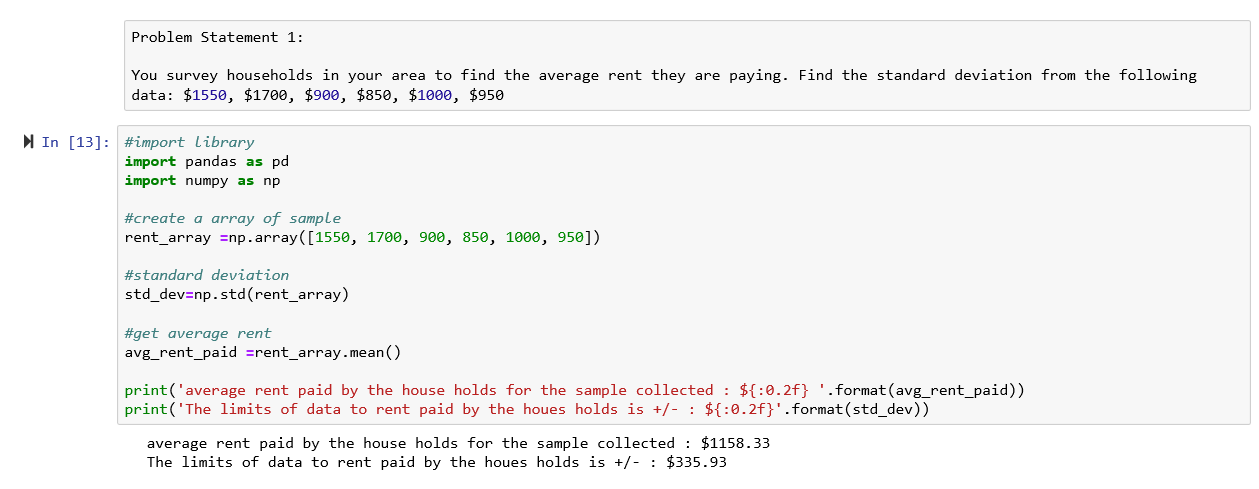 Problem Statement 1:
You survey households in your area to find the average rent they are paying. Find the standard deviation from the following
data: $1550, $1700, $900, $850, $1000, $950
In [13]:
#import library
import pandas as pd
import numpy as np
#create a array of sample
rent_array =np.array([1550, 1700, 900, 850, 1000, 950])
#standard deviation
std_dev=np.std(rent_array)
#get average rent
avg_rent_paid =rent_array.mean()
print('average rent paid by the house holds for the sample collected : ${:0.2f} '.format(avg_rent_paid))
print('The limits of data to rent paid by the houes holds is +/- : ${:0.2f}'.format(std_dev))
average rent paid by the house holds for the sample collected : $1158.33
The limits of data to rent paid by the houes holds is +/- : $335.93